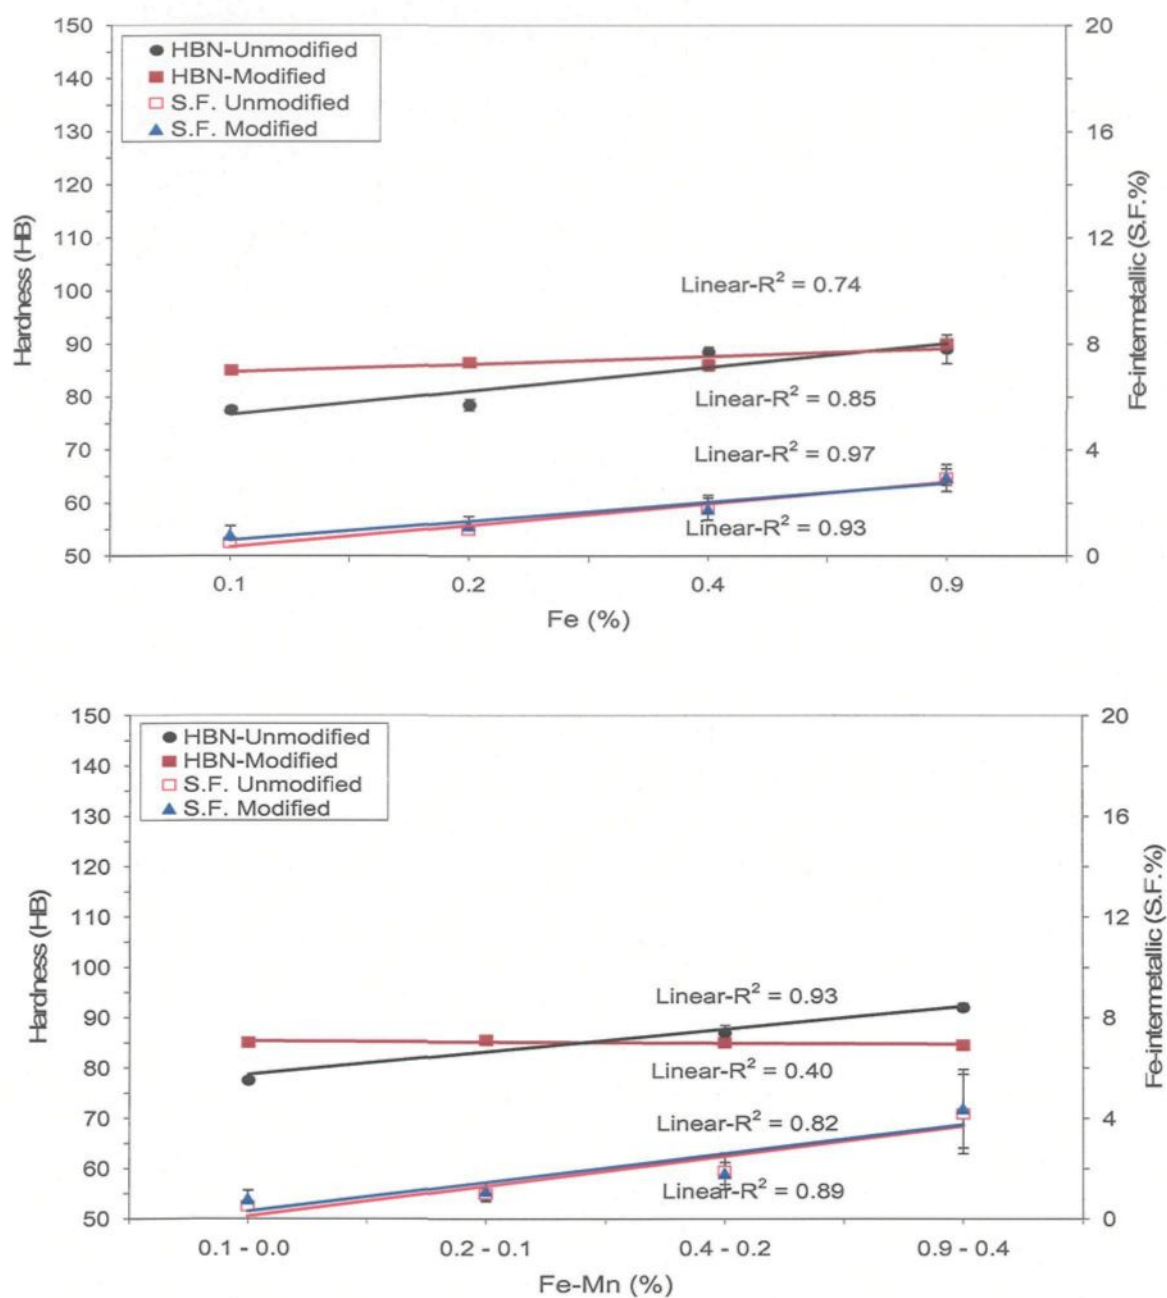 150
140
130
120
110
100
90
80
70
60
50
Hardness (HB)
HBN-Unmodified
HBN-Modified
S.F. Unmodified
S.F. Modified
Linear-R² = 0.74
Linear-R² = 0.85
Linear-R² = 0.97
Linear-R² = 0.93
20
16
12
8
4
0
Fe-intermetallic (S.F.%)
0.1 0.2 0.4 0.9
Fe (%)
150
140
130
120
110
100
90
80
70
60
50
Hardness (HB)
HBN-Unmodified
HBN-Modified
S.F. Unmodified
S.F. Modified
Linear-R² = 0.93
Linear-R² = 0.40
Linear-R² = 0.82
Linear-R² = 0.89
20
16
12
8
4
0
Fe-intermetallic (S.F.%)
0.1 - 0.0 0.2 - 0.1 0.4 - 0.2 0.9 - 0.4
Fe-Mn (%)